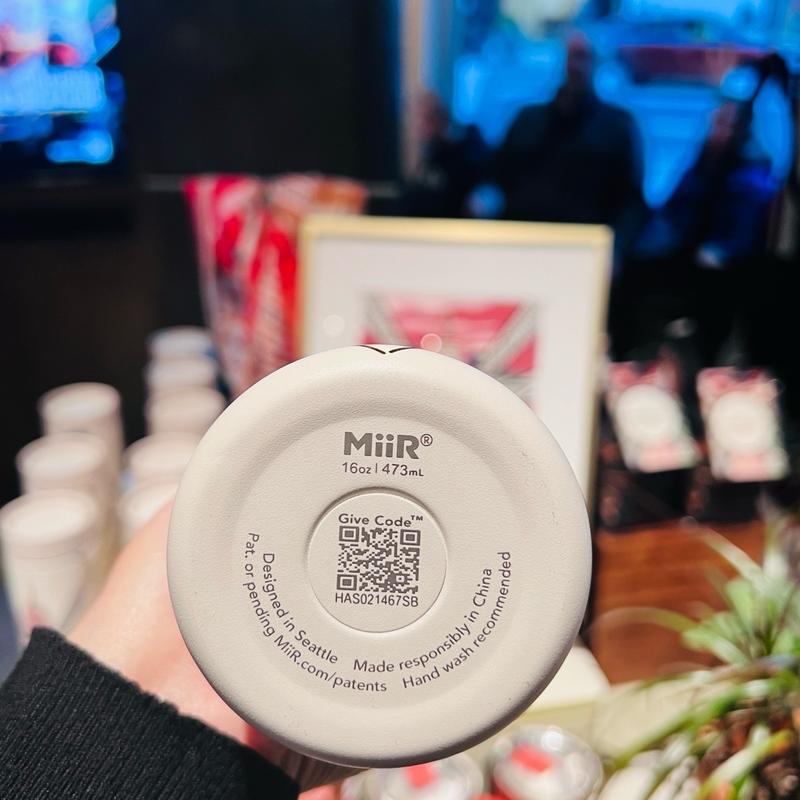 MiiR®
16oz | 473mL
Give Code™
HAS021467SB
Designed in Seattle Made responsibly in China
Pat. or pending MiiR.com/patents Hand wash recommended